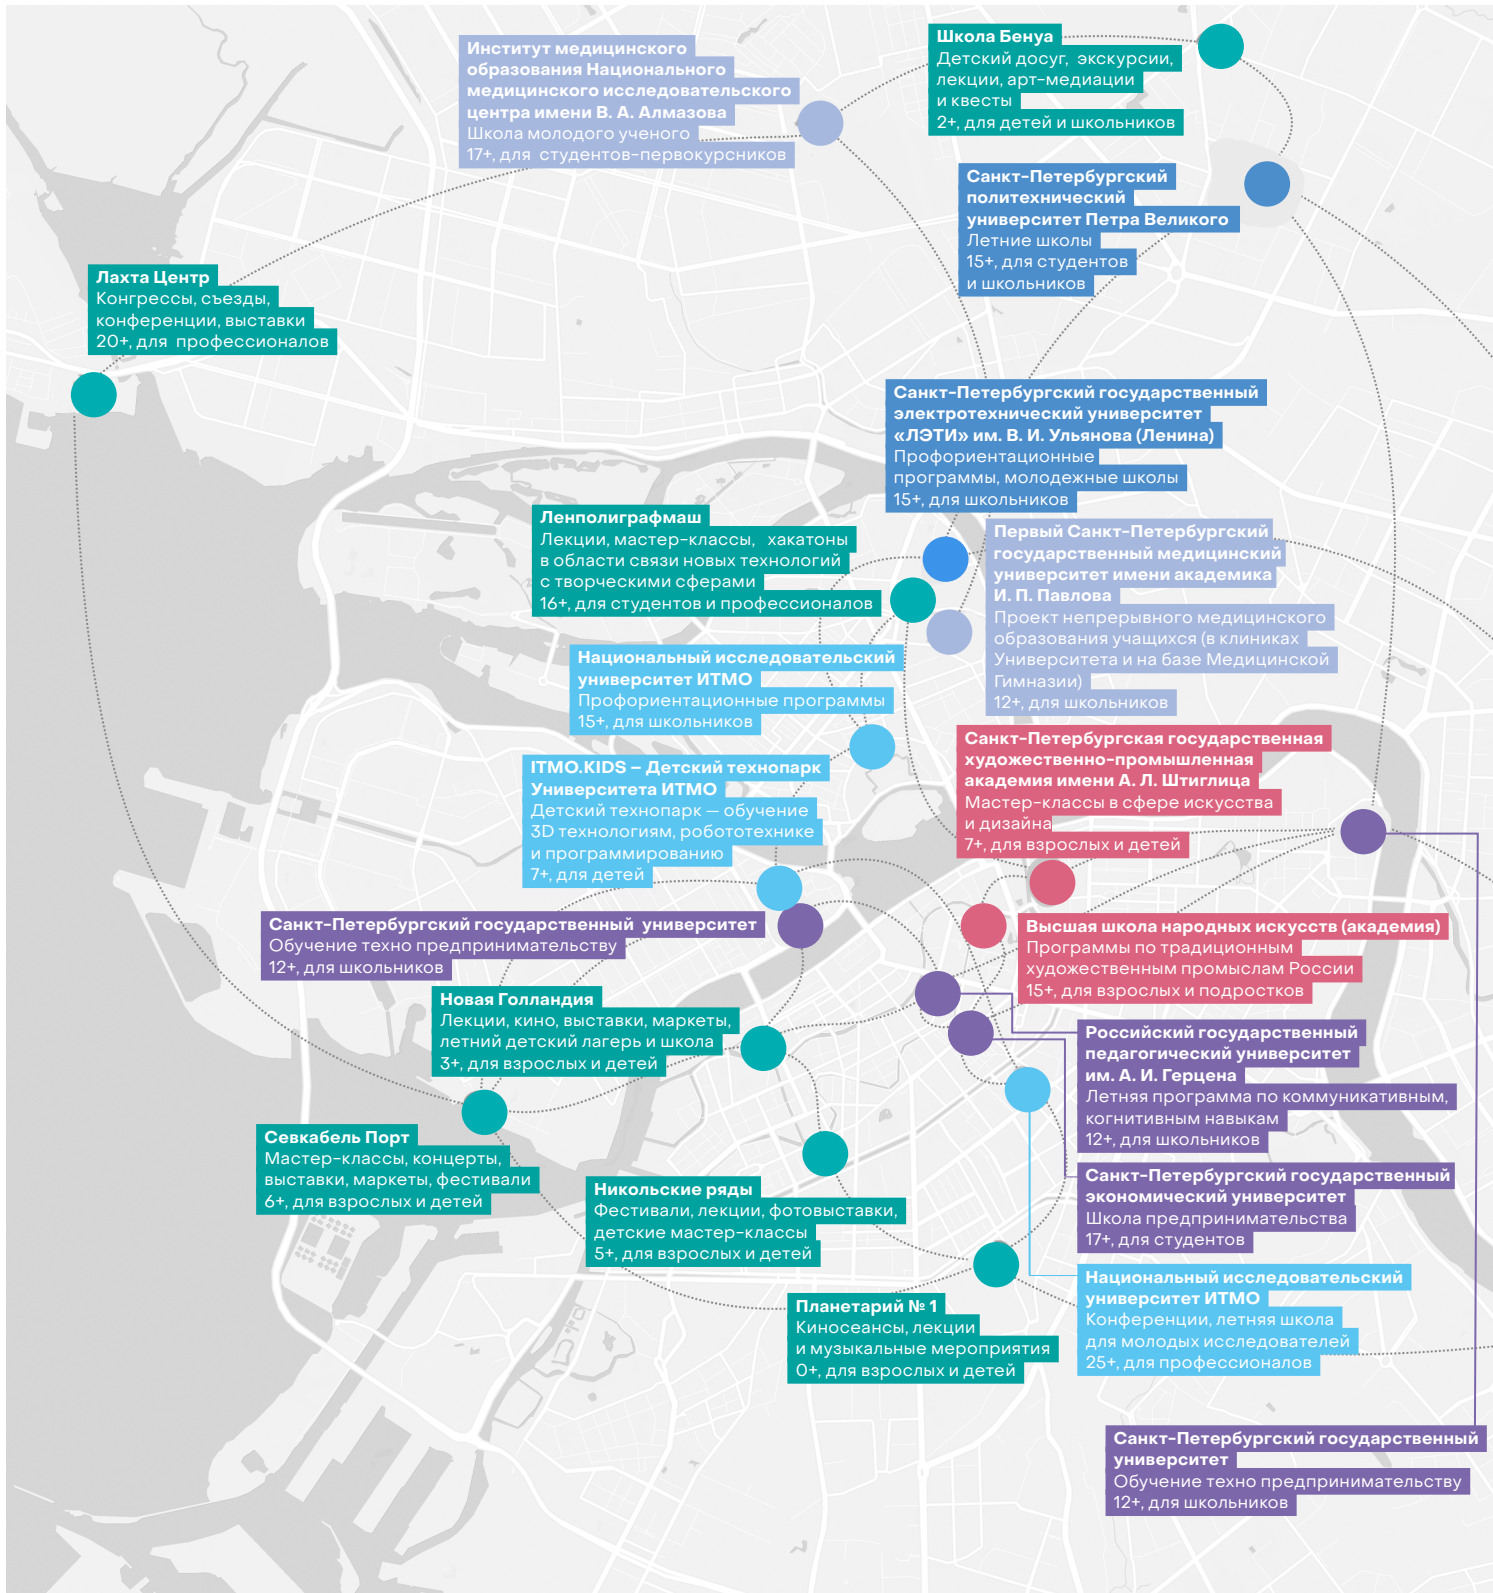 Институт медицинского
образования Национального
медицинского исследовательского
центра имени В. А. Алмазова
Школа молодого ученого
17+, для студентов-первокурсников
Школа Бенуа
Детский досуг, экскурсии,
лекции, арт-медиации
и квесты
2+, для детей и школьников
Санкт-Петербургский
политехнический
университет Петра Великого
Летние школы
15+, для студентов
и школьников
Лахта Центр
Конгрессы, съезды,
конференции, выставки
20+, для профессионалов
Санкт-Петербургский государственный
электротехнический университет
«ЛЭТИ» им. В. И. Ульянова (Ленина)
Профориентационные
программы, молодежные школы
15+, для школьников
Ленполиграфмаш
Лекции, мастер-классы, хакатоны
в области связи новых технологий
с творческими сферами
16+, для студентов и профессионалов
Первый Санкт-Петербургский
государственный медицинский
университет имени академика
И. П. Павлова
Проект непрерывного медицинского
образования учащихся (в клиниках
Университета и на базе Медицинской
Гимназии)
12+, для школьников
Национальный исследовательский
университет ИТМО
Профориентационные программы
15+, для школьников
Санкт-Петербургская государственная
художественно-промышленная
академия имени А. Л. Штиглица
Мастер-классы в сфере искусства
и дизайна
7+, для взрослых и детей
ITMO.KIDS – Детский технопарк
Университета ИТМО
Детский технопарк — обучение
3D технологиям, робототехнике
и программированию
7+, для детей
Санкт-Петербургский государственный университет
Обучение техно предпринимательству
12+, для школьников
Высшая школа народных искусств (академия)
Программы по традиционным
художественным промыслам России
15+, для взрослых и подростков
Новая Голландия
Лекции, кино, выставки, маркеты,
летний детский лагерь и школа
3+, для взрослых и детей
Российский государственный
педагогический университет
им. А. И. Герцена
Летняя программа по коммуникативным,
когнитивным навыкам
12+, для школьников
Севкабель Порт
Мастер-классы, концерты,
выставки, маркеты, фестивали
6+, для взрослых и детей
Никольские ряды
Фестивали, лекции, фотовыставки,
детские мастер-классы
5+, для взрослых и детей
Санкт-Петербургский государственный
экономический университет
Школа предпринимательства
17+, для студентов
Планетарий № 1
Киносеансы, лекции
и музыкальные мероприятия
0+, для взрослых и детей
Национальный исследовательский
университет ИТМО
Конференции, летняя школа
для молодых исследователей
25+, для профессионалов
Санкт-Петербургский государственный
университет
Обучение техно предпринимательству
12+, для школьников